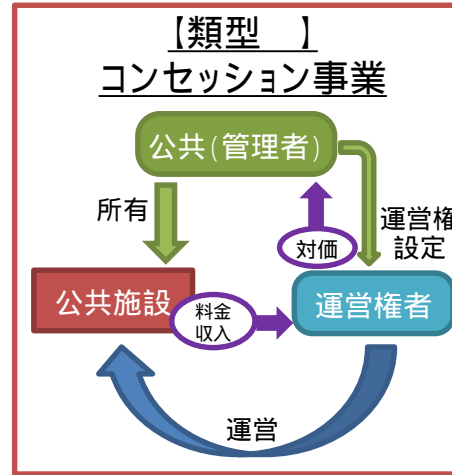 【類型　】
コンセッション事業
公共(管理者)
所有
運営権
設定
対価
公共施設
料金
収入
運営権者
運営